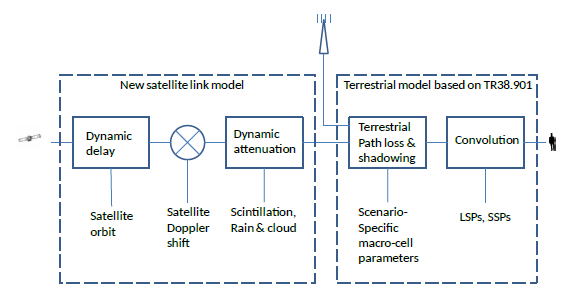 New satellite link model
Terrestrial model based on TR38.901
Dynamic
delay
Dynamic
attenuation
Terrestrial
Path loss &
shadowing
Convolution
Satellite
orbit
Satellite
Doppler
shift
Scintillation,
Rain & cloud
Scenario-
Specific
macro-cell
parameters
LSPs, SSPs